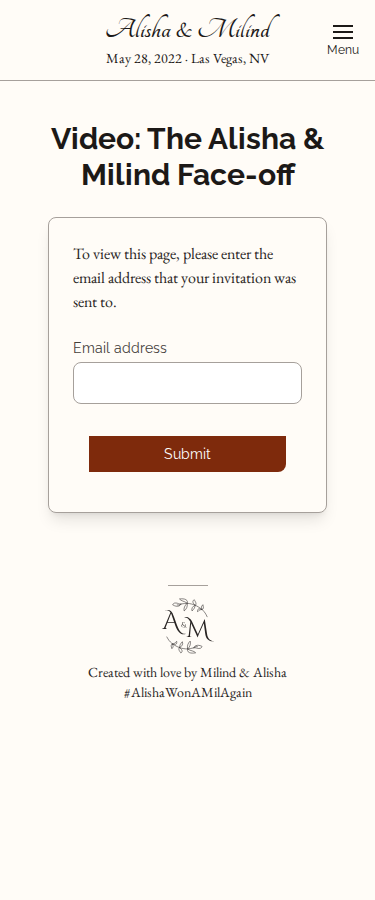 Alisha & Milind
May 28, 2022 · Las Vegas, NV
Menu
Video: The Alisha &
Milind Face-off
To view this page, please enter the
email address that your invitation was
sent to.
Email address
Submit
A&M
Created with love by Milind & Alisha
#AlishaWonAMilAgain